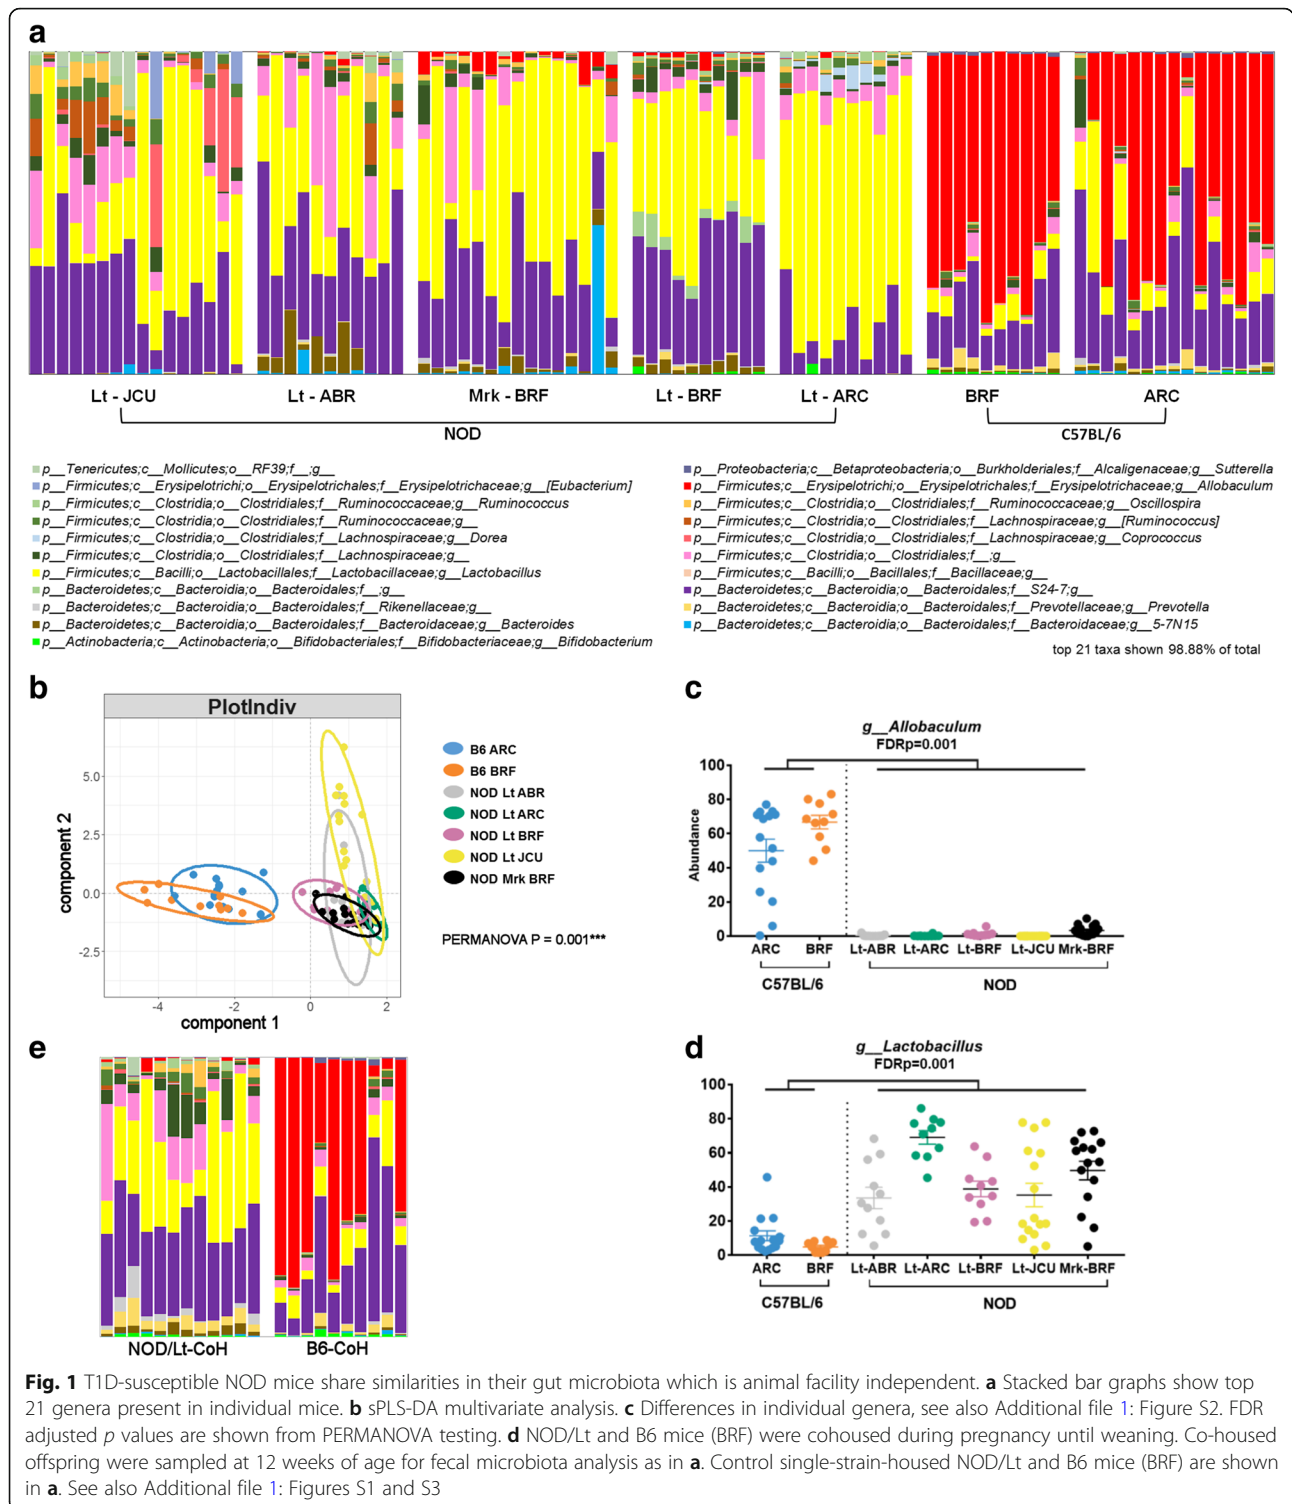 a
Lt - JCU
Lt - ABR
Mrk - BRF
Lt - BRF
Lt - ARC
BRF
ARC
NOD
C57BL/6
p__Tenericutes;c__Mollicutes;o__RF39;f__;g__
p__Firmicutes;c__Erysipelotrichi;o__Erysipelotrichales;f__Erysipelotrichaceae;g__[Eubacterium]
p__Firmicutes;c__Clostridia;o__Clostridiales;f__Ruminococcaceae;g__Ruminococcus
p__Firmicutes;c__Clostridia;o__Clostridiales;f__Ruminococcaceae;g__
p__Firmicutes;c__Clostridia;o__Clostridiales;f__Lachnospiraceae;g__Dorea
p__Firmicutes;c__Clostridia;o__Clostridiales;f__Lachnospiraceae;g__
p__Firmicutes;c__Bacilli;o__Lactobacillales;f__Lactobacillaceae;g__Lactobacillus
p__Bacteroidetes;c__Bacteroidia;o__Bacteroidales;f__;g__
p__Bacteroidetes;c__Bacteroidia;o__Bacteroidales;f__Rikenellaceae;g__
p__Bacteroidetes;c__Bacteroidia;o__Bacteroidales;f__Bacteroidaceae;g__Bacteroides
p__Actinobacteria;c__Actinobacteria;o__Bifidobacteriales;f__Bifidobacteriaceae;g__Bifidobacterium
p__Proteobacteria;c__Betaproteobacteria;o__Burkholderiales;f__Alcaligenaceae;g__Sutterella
p__Firmicutes;c__Erysipelotrichi;o__Erysipelotrichales;f__Erysipelotrichaceae;g__Allobaculum
p__Firmicutes;c__Clostridia;o__Clostridiales;f__Ruminococcaceae;g__Oscillospira
p__Firmicutes;c__Clostridia;o__Clostridiales;f__Lachnospiraceae;g__[Ruminococcus]
p__Firmicutes;c__Clostridia;o__Clostridiales;f__Lachnospiraceae;g__Coprococcus
p__Firmicutes;c__Clostridia;o__Clostridiales;f__;g__
p__Firmicutes;c__Bacilli;o__Bacillales;f__Bacillaceae;g__
p__Bacteroidetes;c__Bacteroidia;o__Bacteroidales;f__S24-7;g__
p__Bacteroidetes;c__Bacteroidia;o__Bacteroidales;f__Prevotellaceae;g__Prevotella
p__Bacteroidetes;c__Bacteroidia;o__Bacteroidales;f__Bacteroidaceae;g__5-7N15
top 21 taxa shown 98.88% of total
b
PlotIndiv
component 2
5.0
2.5
0.0
-2.5
-4
-2
0
2
component 1
B6 ARC
B6 BRF
NOD Lt ABR
NOD Lt ARC
NOD Lt BRF
NOD Lt JCU
NOD Mrk BRF
PERMANOVA P = 0.001***
c
g__Allobaculum
FDRp=0.001
Abundance
100
80
60
40
20
0
ARC
BRF
Lt-ABR
Lt-ARC
Lt-BRF
Lt-JCU
Mrk-BRF
C57BL/6
NOD
e
NOD/Lt-CoH
B6-CoH
d
g__Lactobacillus
FDRp=0.001
100
80
60
40
20
0
ARC
BRF
Lt-ABR
Lt-ARC
Lt-BRF
Lt-JCU
Mrk-BRF
C57BL/6
NOD
Fig. 1 T1D-susceptible NOD mice share similarities in their gut microbiota which is animal facility independent. a Stacked bar graphs show top
21 genera present in individual mice. b sPLS-DA multivariate analysis. c Differences in individual genera, see also Additional file 1: Figure S2. FDR
adjusted p values are shown from PERMANOVA testing. d NOD/Lt and B6 mice (BRF) were cohoused during pregnancy until weaning. Co-housed
offspring were sampled at 12 weeks of age for fecal microbiota analysis as in a. Control single-strain-housed NOD/Lt and B6 mice (BRF) are shown
in a. See also Additional file 1: Figures S1 and S3